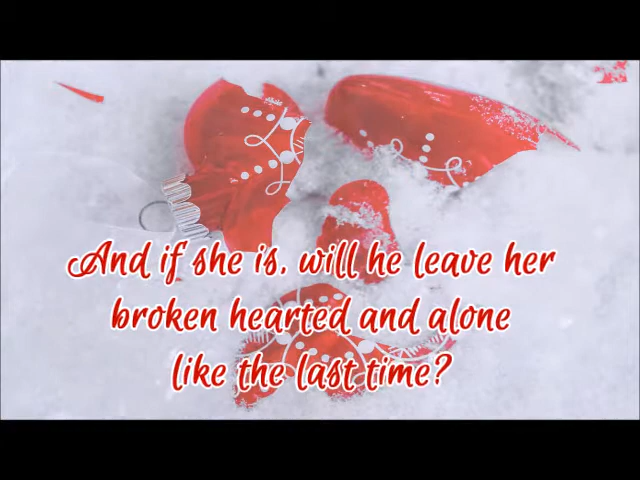 And if she is, will he leave her
broken hearted and alone
like the last time?